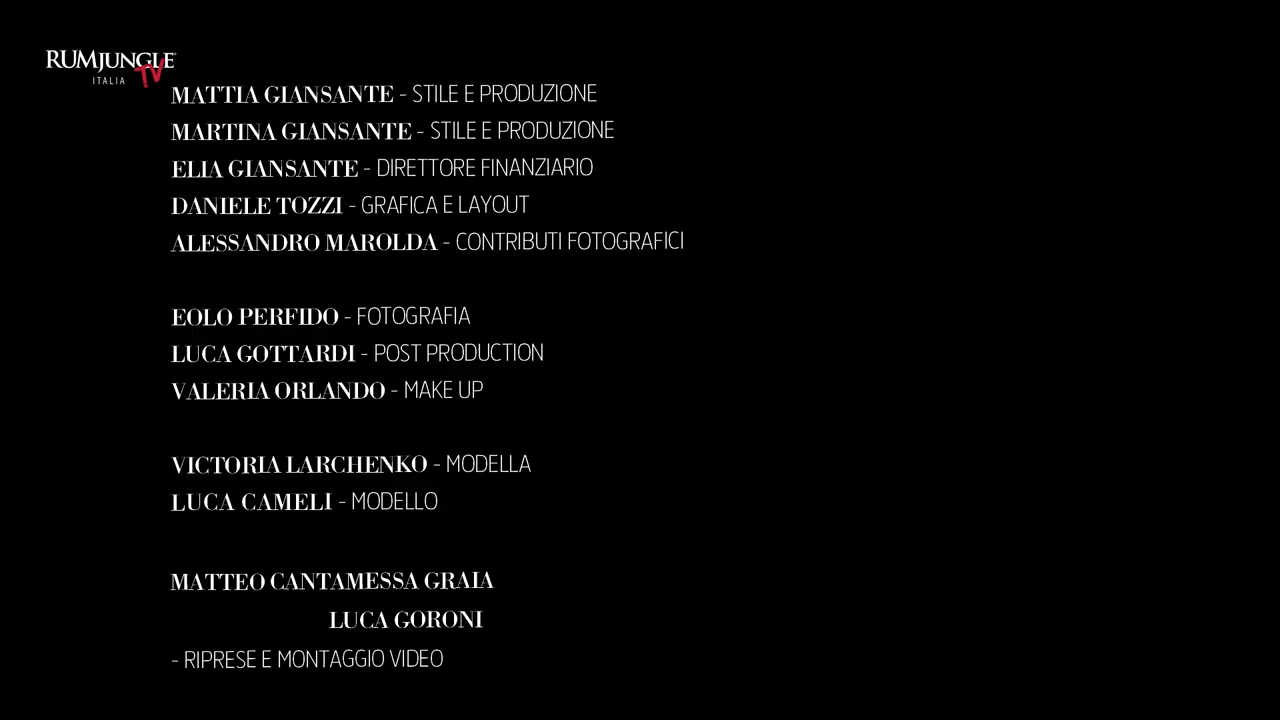 RUMJUNGLE
ITALIA TV
MATTIA GIANSANTE - STILE E PRODUZIONE
MARTINA GIANSANTE - STILE E PRODUZIONE
ELIA GIANSANTE - DIRETTORE FINANZIARIO
DANIELE TOZZI - GRAFICA E LAYOUT
ALESSANDRO MAROLDA - CONTRIBUTI FOTOGRAFICI
EOLO PERFIDO - FOTOGRAFIA
LUCA GOTTARDI - POST PRODUCTION
VALERIA ORLANDO - MAKE UP
VICTORIA LARCHENKO - MODELLA
LUCA CAMELI - MODELLO
MATTEO CANTAMESSA GRAIA
LUCA GORONI
- RIPRESE E MONTAGGIO VIDEO